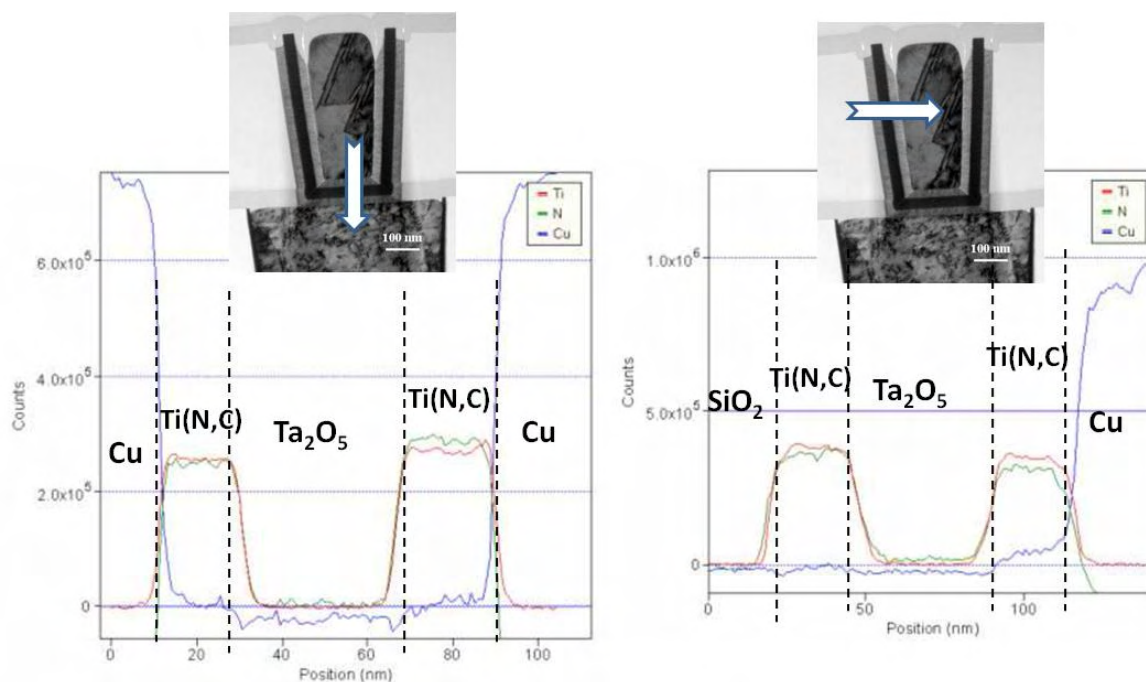 100 nm
Ti
N
Cu
6.0x10⁵
4.0x10⁵
2.0x10⁵
0
Counts
Cu
Ti(N,C)
Ta₂O₅
Ti(N,C)
Cu
0 20 40 60 80 100
Position (nm)
100 nm
Ti
N
Cu
1.0x10⁶
5.0x10⁵
0
Counts
SiO₂
Ti(N,C)
Ta₂O₅
Ti(N,C)
Cu
0 50 100
Position (nm)